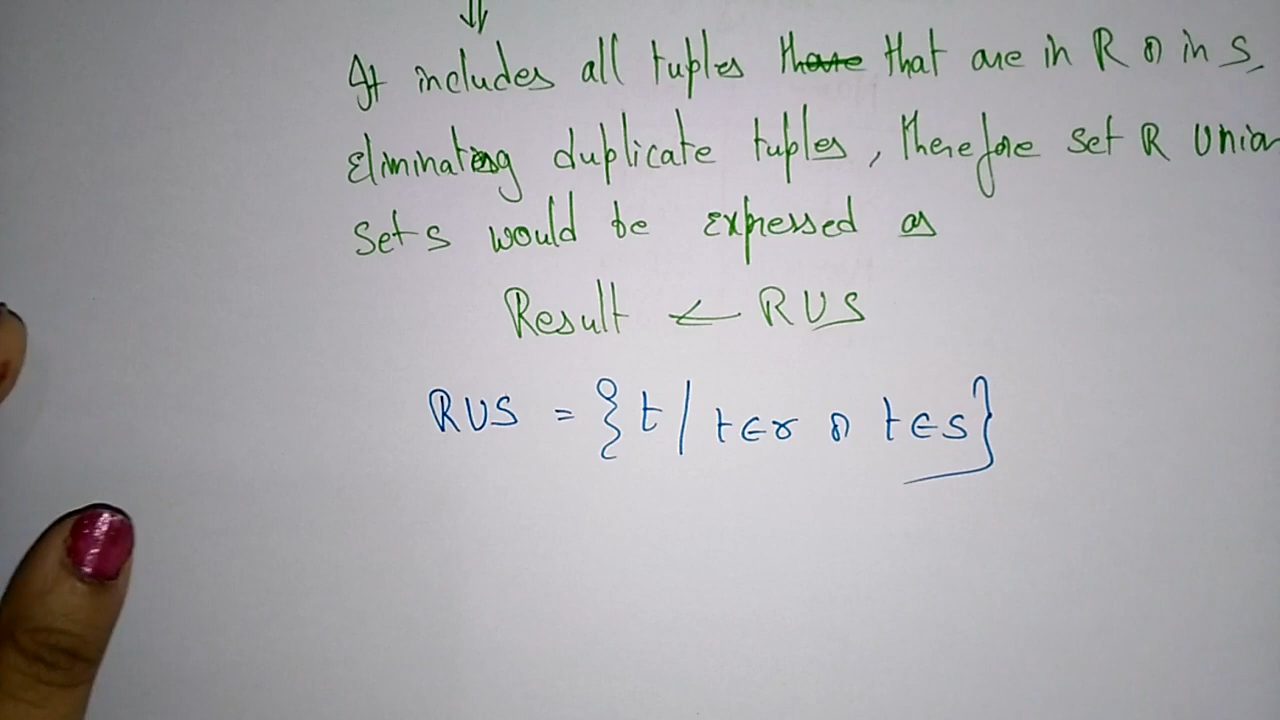 It includes all tuples that are in R or in S,
Eliminating duplicate tuples, therefore set R Union
Set S would be expressed as
Result ← R∪S
R∪S = {t/t∈r or t∈s}